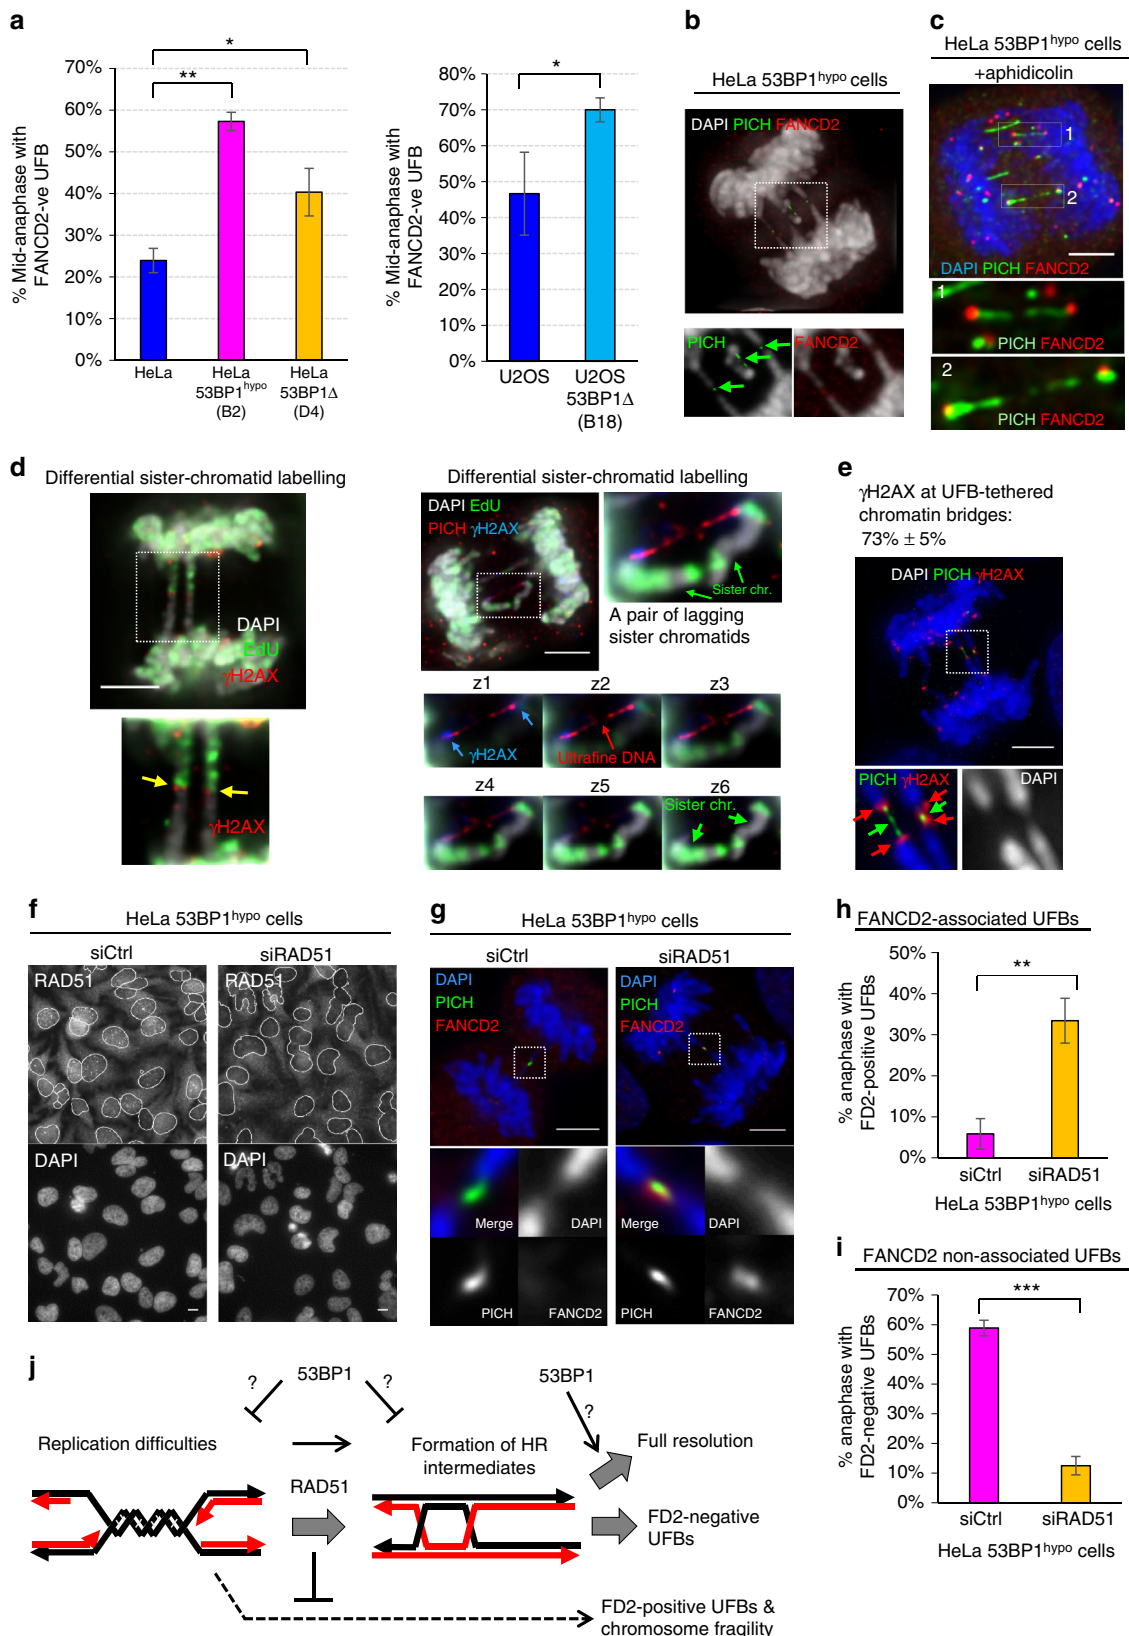 a
% Mid-anaphase with
FANCD2-ve UFB
70%
60%
50%
40%
30%
20%
10%
0%
*
**
HeLa
HeLa
53BP1hypo
(B2)
HeLa
53BP1Δ
(D4)
% Mid-anaphase with
FANCD2-ve UFB
80%
70%
60%
50%
40%
30%
20%
10%
0%
*
U2OS
U2OS
53BP1Δ
(B18)
b
HeLa 53BP1hypo cells
DAPI PICH FANCD2
PICH
FANCD2
c
HeLa 53BP1hypo cells
+aphidicolin
1
2
DAPI PICH FANCD2
1
PICH FANCD2
2
PICH FANCD2
d
Differential sister-chromatid labelling
DAPI
EdU
γH2AX
γH2AX
Differential sister-chromatid labelling
DAPI EdU
PICH γH2AX
Sister chr.
A pair of lagging
sister chromatids
z1
z2
z3
γH2AX
Ultrafine DNA
z4
z5
z6
Sister chr.
e
γH2AX at UFB-tethered
chromatin bridges:
73% ± 5%
DAPI PICH γH2AX
PICH γH2AX
DAPI
f
HeLa 53BP1hypo cells
siCtrl
siRAD51
RAD51
RAD51
DAPI
DAPI
g
HeLa 53BP1hypo cells
siCtrl
siRAD51
DAPI
PICH
FANCD2
DAPI
PICH
FANCD2
Merge
DAPI
Merge
DAPI
PICH
FANCD2
PICH
FANCD2
h
FANCD2-associated UFBs
% anaphase with
FD2-positive UFBs
50%
40%
30%
20%
10%
0%
**
siCtrl
siRAD51
HeLa 53BP1hypo cells
i
FANCD2 non-associated UFBs
% anaphase with
FD2-negative UFBs
70%
60%
50%
40%
30%
20%
10%
0%
***
siCtrl
siRAD51
HeLa 53BP1hypo cells
j
?
53BP1
?
53BP1
?
Replication difficulties
Formation of HR
intermediates
Full resolution
RAD51
FD2-negative
UFBs
FD2-positive UFBs &
chromosome fragility